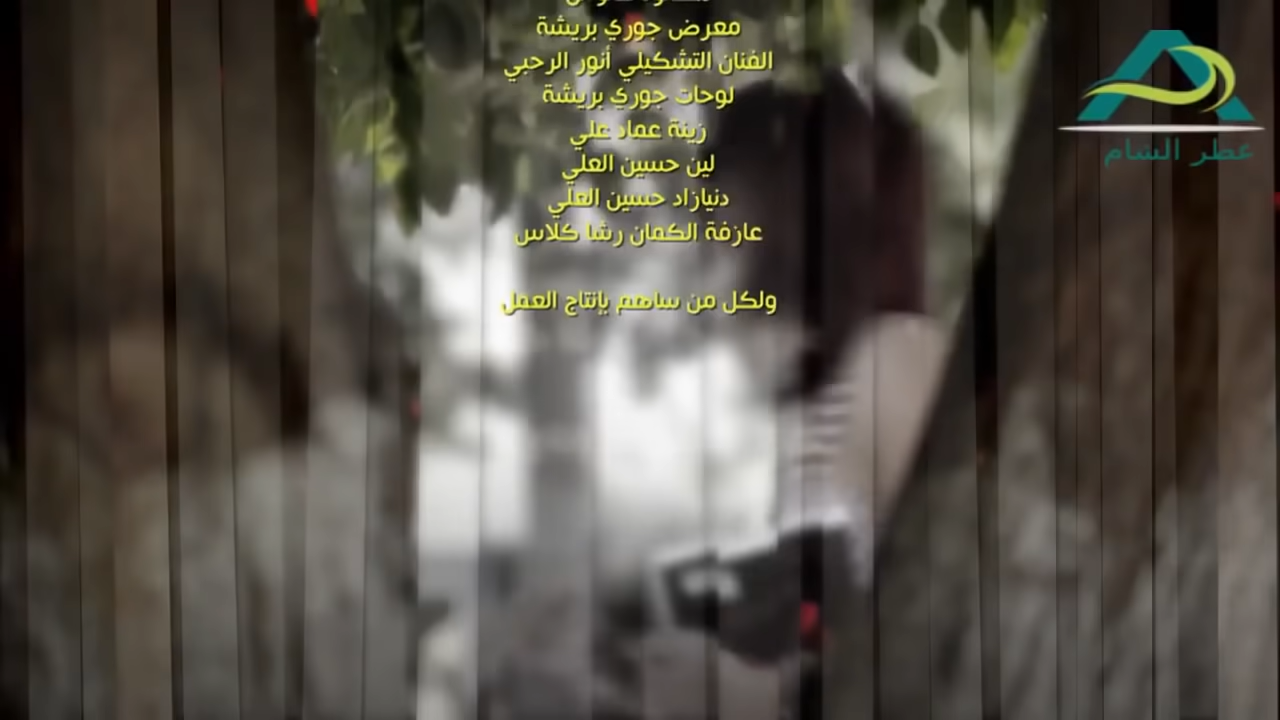 معرض جوري بريشة
الفنان التشكيلي أنور الرحبي
لوحات جوري بريشة
زينة عماد علي
لين حسين العلي
دنيازاد حسين العلي
عازفة الكمان رشا كلاس
ولكل من ساهم بإنتاج العمل
عطر الشام